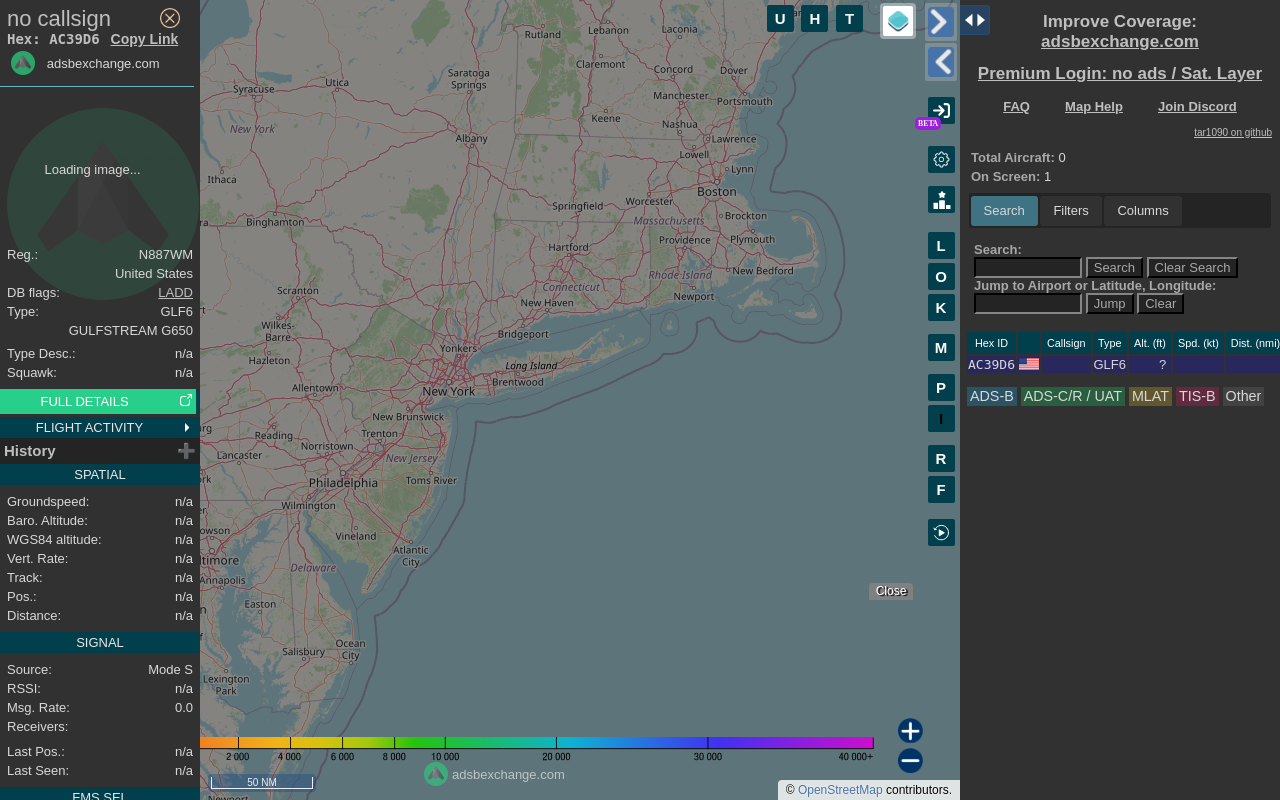 no callsign
Hex: AC39D6 Copy Link
adsbexchange.com
Loading image...
Reg.: N887WM
United States
DB flags: LADD
Type: GLF6
GULFSTREAM G650
Type Desc.: n/a
Squawk: n/a
FULL DETAILS
FLIGHT ACTIVITY
History
SPATIAL
Groundspeed: n/a
Baro. Altitude: n/a
WGS84 altitude: n/a
Vert. Rate: n/a
Track: n/a
Pos.: n/a
Distance: n/a
SIGNAL
Source: Mode S
RSSI: n/a
Msg. Rate: 0.0
Receivers:
Last Pos.: n/a
Last Seen: n/a
FMS SEL
U H T
BETA
L
O
K
M
P
I
R
F
Rutland
Lebanon
Laconia
Claremont
Concord
Dover
Saratoga
Springs
Utica
Syracuse
Manchester
Portsmouth
Keene
Nashua
New York
Albany
Lawrence
Lowell
Lynn
Ithaca
Boston
Worcester
Springfield
Massachusetts
Brockton
Binghamton
Hartford
Providence
Plymouth
Rhode Island
New Bedford
Connecticut
Scranton
New Haven
Newport
Wilkes-
Barre
Bridgeport
Yonkers
Hazleton
Long Island
Brentwood
Allentown
New York
New Brunswick
Reading
Trenton
Norristown
Lancaster
New Jersey
Philadelphia
Toms River
Wilmington
Vineland
Atlantic
City
Delaware
Annapolis
Easton
Ocean
City
Salisbury
Lexington
Park
Close
2 000 4 000 6 000 8 000 10 000 20 000 30 000 40 000+
adsbexchange.com
50 NM
© OpenStreetMap contributors.
Improve Coverage:
adsbexchange.com
Premium Login: no ads / Sat. Layer
FAQ Map Help Join Discord
tar1090 on github
Total Aircraft: 0
On Screen: 1
Search Filters Columns
Search:
Search Clear Search
Jump to Airport or Latitude, Longitude:
Jump Clear
Hex ID Callsign Type Alt. (ft) Spd. (kt) Dist. (nmi)
AC39D6 GLF6 ?
ADS-B ADS-C/R / UAT MLAT TIS-B Other